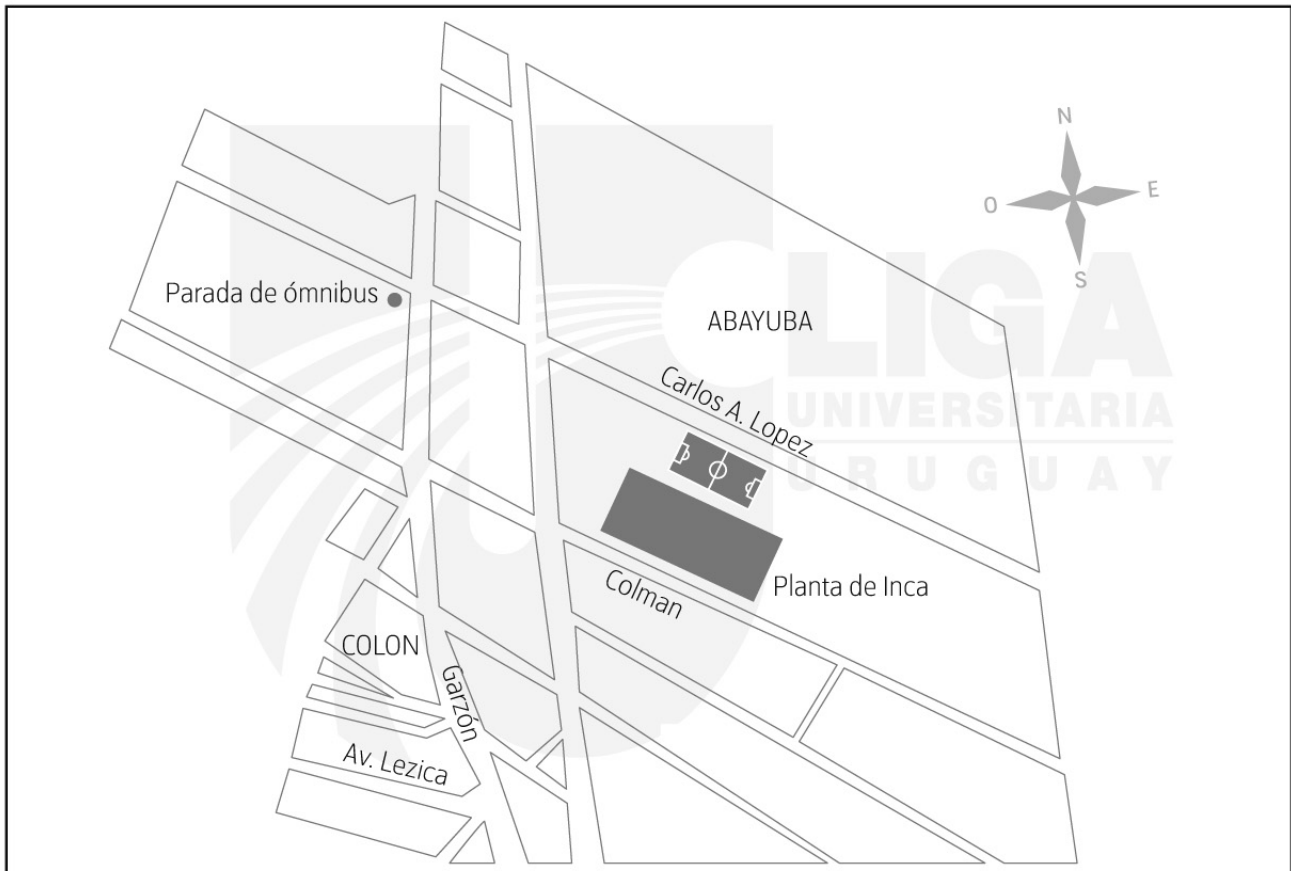 N
O
E
S
Parada de ómnibus
ABAYUBA
LIGA
UNIVERSITARIA
URUGUAY
Carlos A. Lopez
Planta de Inca
Colman
COLON
Garzón
Av. Lezica